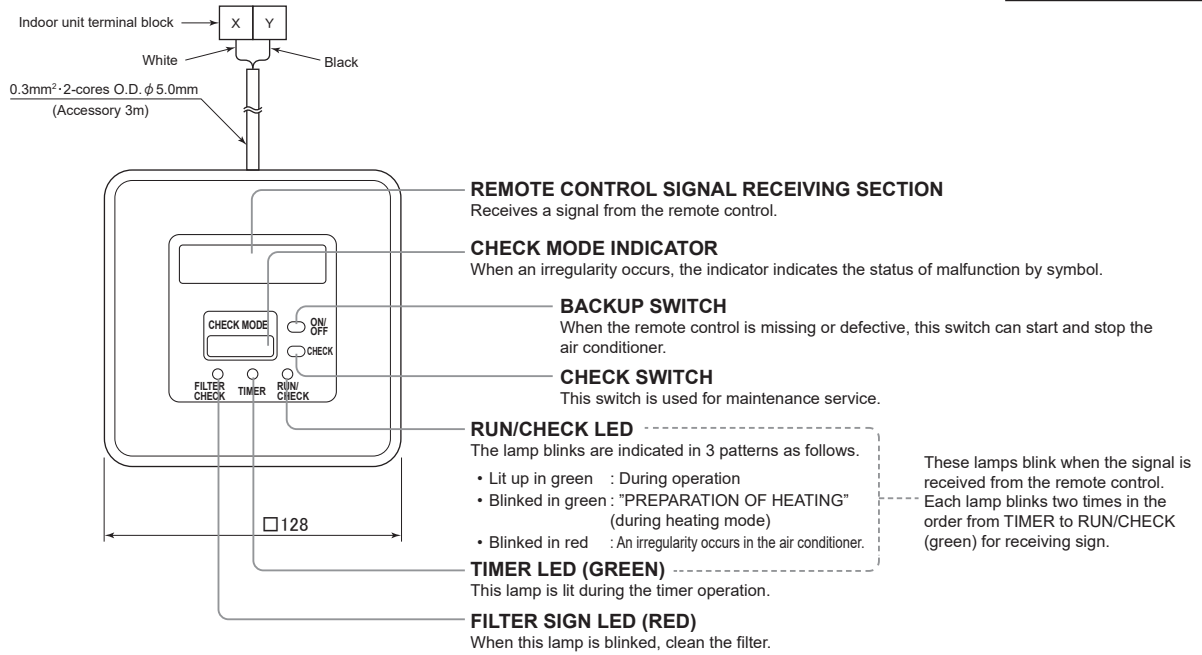 Indoor unit terminal block
X Y
White
Black
0.3mm²·2-cores O.D. ϕ 5.0mm
(Accessory 3m)
REMOTE CONTROL SIGNAL RECEIVING SECTION
Receives a signal from the remote control.
CHECK MODE INDICATOR
When an irregularity occurs, the indicator indicates the status of malfunction by symbol.
BACKUP SWITCH
When the remote control is missing or defective, this switch can start and stop the
air conditioner.
CHECK SWITCH
This switch is used for maintenance service.
CHECK MODE
ON/
OFF
CHECK
FILTER
CHECK
TIMER
RUN/
CHECK
RUN/CHECK LED
The lamp blinks are indicated in 3 patterns as follows.
• Lit up in green : During operation
• Blinked in green : ”PREPARATION OF HEATING”
(during heating mode)
• Blinked in red : An irregularity occurs in the air conditioner.
These lamps blink when the signal is
received from the remote control.
Each lamp blinks two times in the
order from TIMER to RUN/CHECK
(green) for receiving sign.
□128
TIMER LED (GREEN)
This lamp is lit during the timer operation.
FILTER SIGN LED (RED)
When this lamp is blinked, clean the filter.